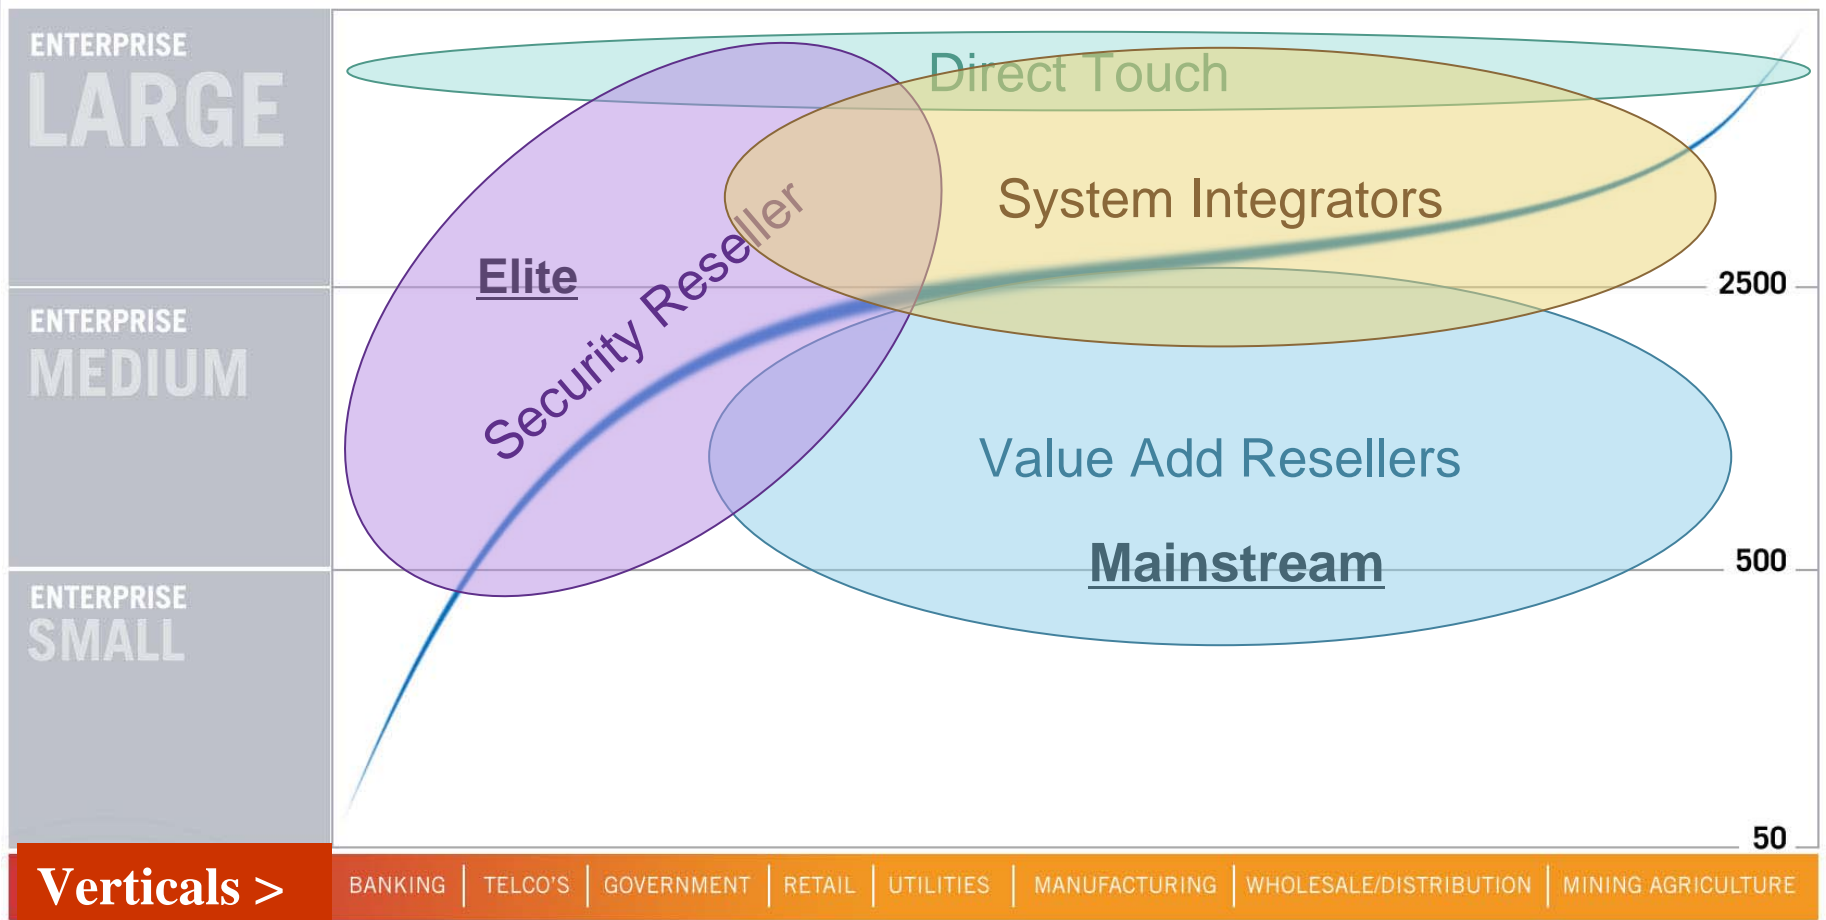 ENTERPRISE
LARGE
Direct Touch
System Integrators
Security Reseller
Elite
2500
ENTERPRISE
MEDIUM
Value Add Resellers
Mainstream
500
ENTERPRISE
SMALL
50
Verticals >
BANKING
TELCO'S
GOVERNMENT
RETAIL
UTILITIES
MANUFACTURING
WHOLESALE/DISTRIBUTION
MINING AGRICULTURE